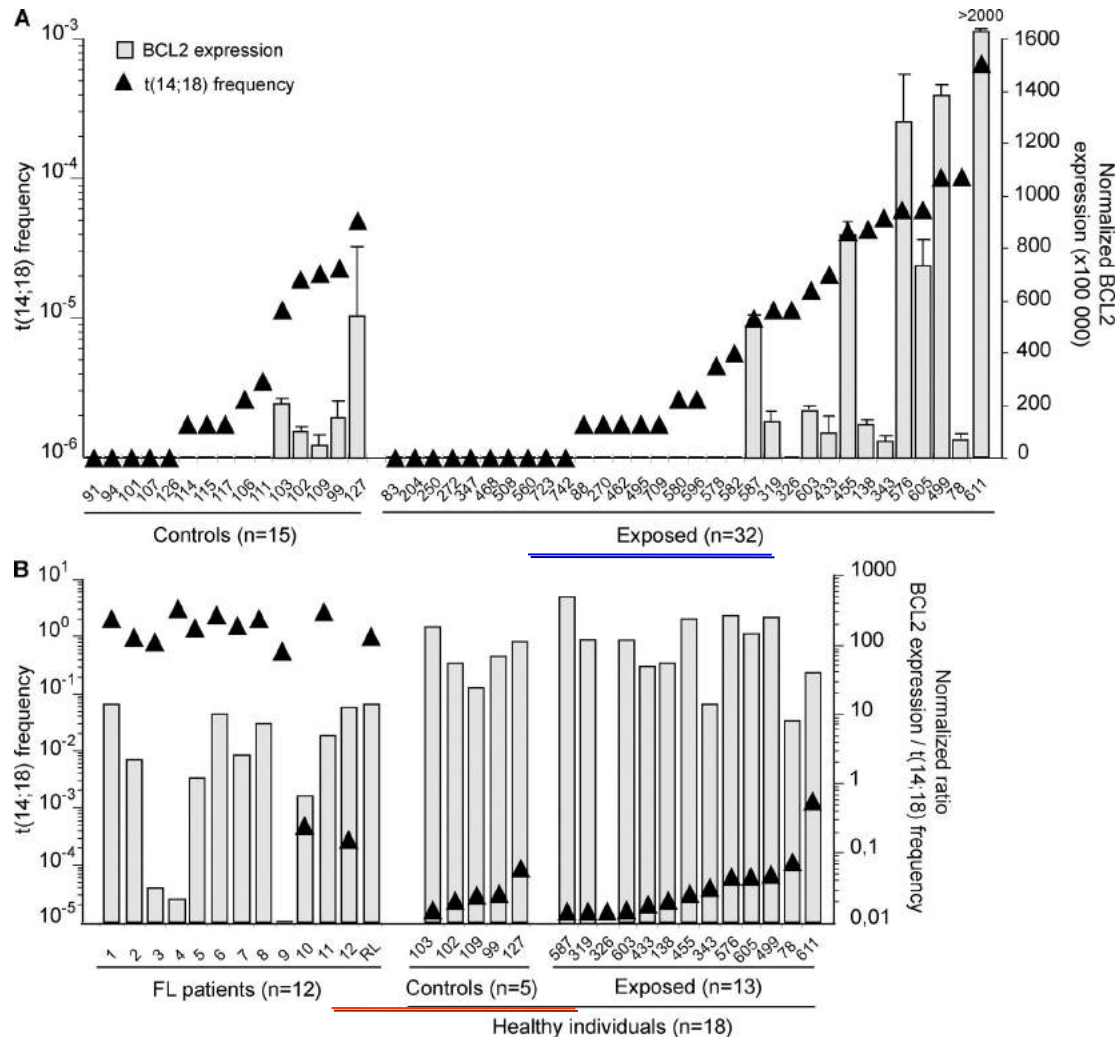 A
10-3
>2000
1600
BCL2 expression
t(14;18) frequency
1400
1200
10-4
1000
800
10-5
600
400
200
10-6
0
t(14;18) frequency
Normalized BCL2
expression (x100 000)
91 94 101 107 126 114 115 117 106 111 103 102 109 99 127 83 204 250 272 347 468 508 560 723 742 88 270 462 495 709 580 596 578 582 587 319 326 603 433 455 138 343 576 605 499 78 611
Controls (n=15) Exposed (n=32)
B
101 1000
100 100
10-1
10
10-2
1
10-3
0,1
10-4
10-5 0,01
t(14;18) frequency
Normalized ratio
BCL2 expression / t(14;18) frequency
1 2 3 4 5 6 7 8 9 10 11 12 RL 103 102 109 99 127 587 319 326 603 433 138 455 343 576 605 499 78 611
FL patients (n=12) Controls (n=5) Exposed (n=13)
Healthy individuals (n=18)